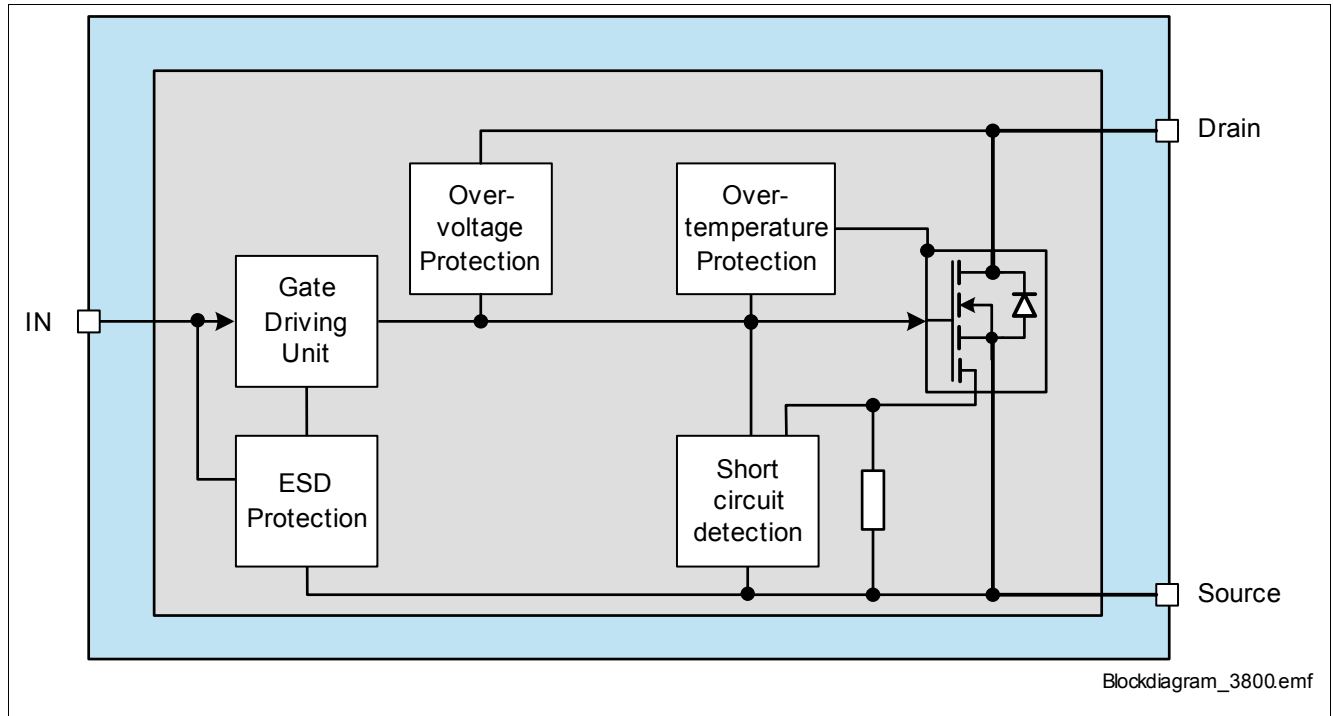 Drain
Over-
voltage
Protection
Over-
temperature
Protection
IN
Gate
Driving
Unit
ESD
Protection
Short
circuit
detection
Source
Blockdiagram_3800.emf